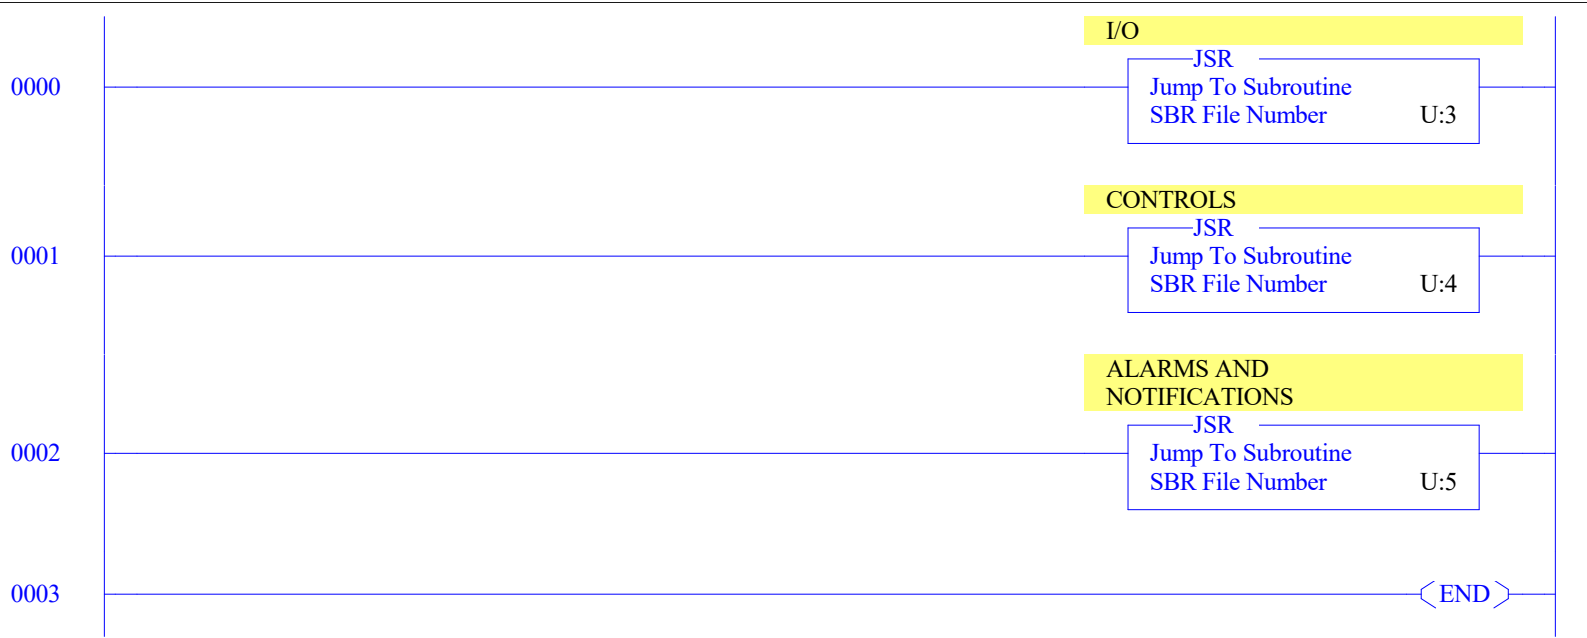 I/O
JSR
0000
Jump To Subroutine
SBR File Number U:3
CONTROLS
JSR
0001
Jump To Subroutine
SBR File Number U:4
ALARMS AND
NOTIFICATIONS
JSR
0002
Jump To Subroutine
SBR File Number U:5
0003
END